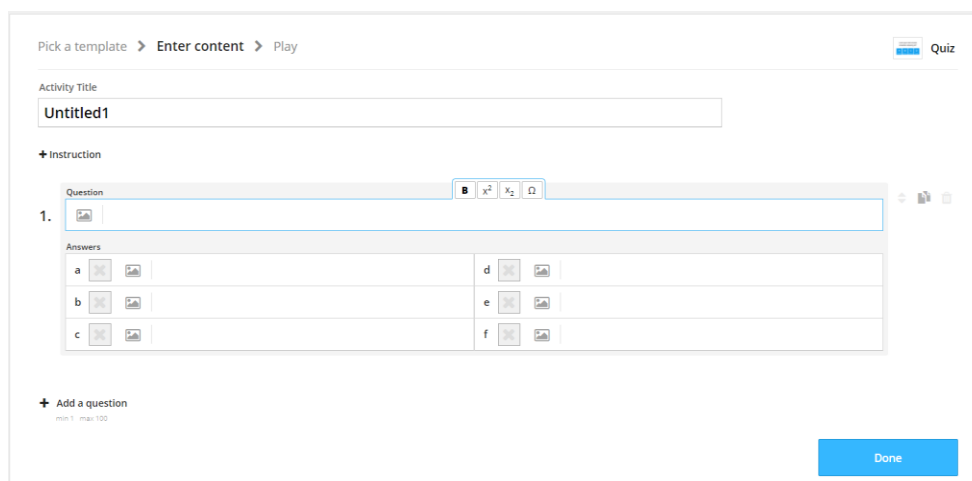 Pick a template > Enter content > Play
Quiz
Activity Title
Untitled1
+ Instruction
Question
B x² x₂ Ω
1.
Answers
a d
b e
c f
+ Add a question
min 1 max 100
Done